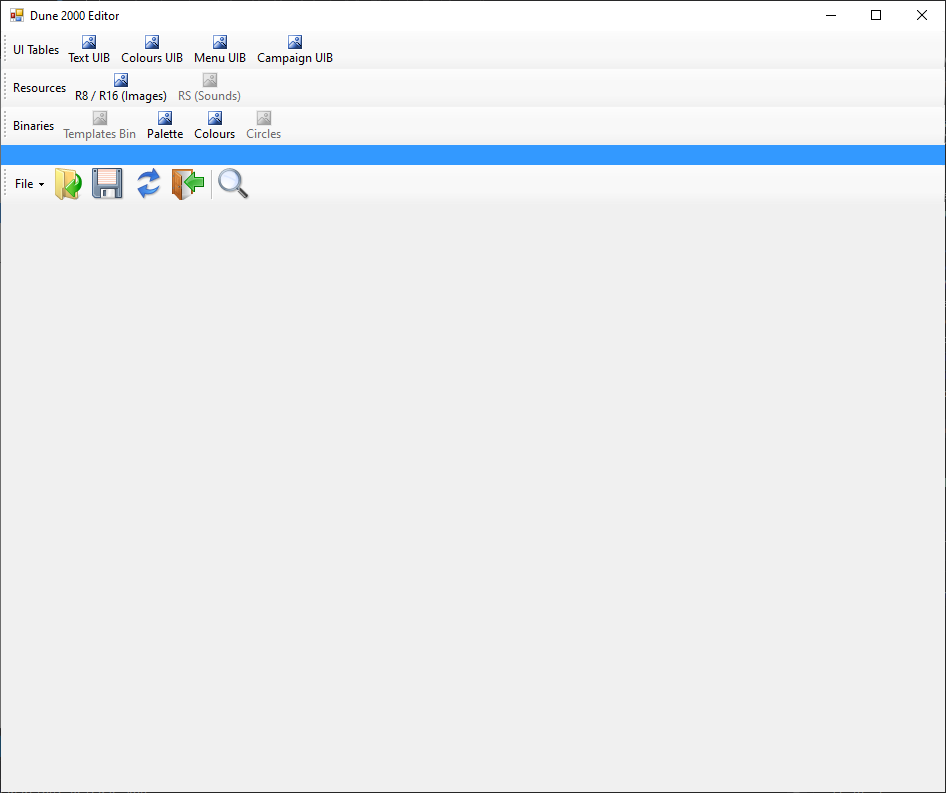 Dune 2000 Editor
UI Tables Text UIB Colours UIB Menu UIB Campaign UIB
Resources R8 / R16 (Images) RS (Sounds)
Binaries Templates Bin Palette Colours Circles
File